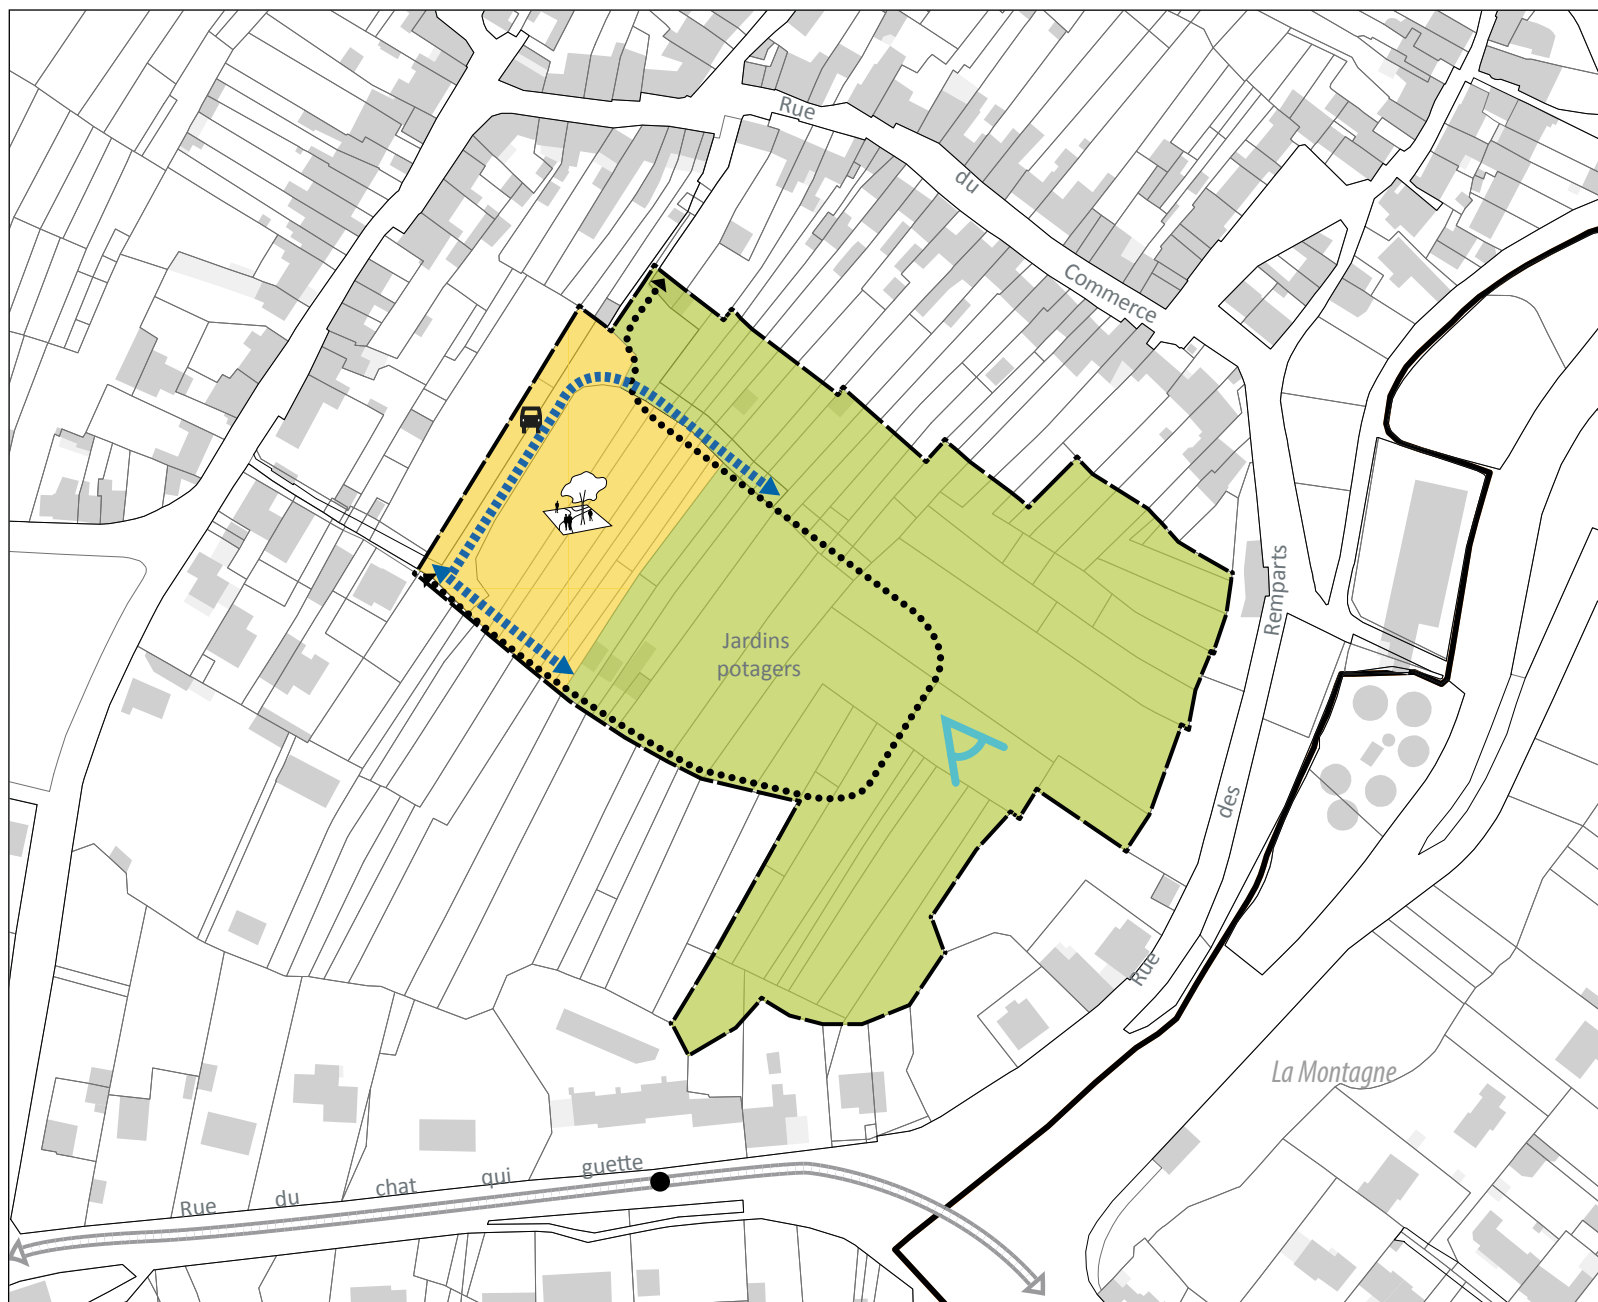 Rue
du
Commerce
Remparts
Jardins
potagers
des
Rue
La Montagne
Rue du chat qui guette